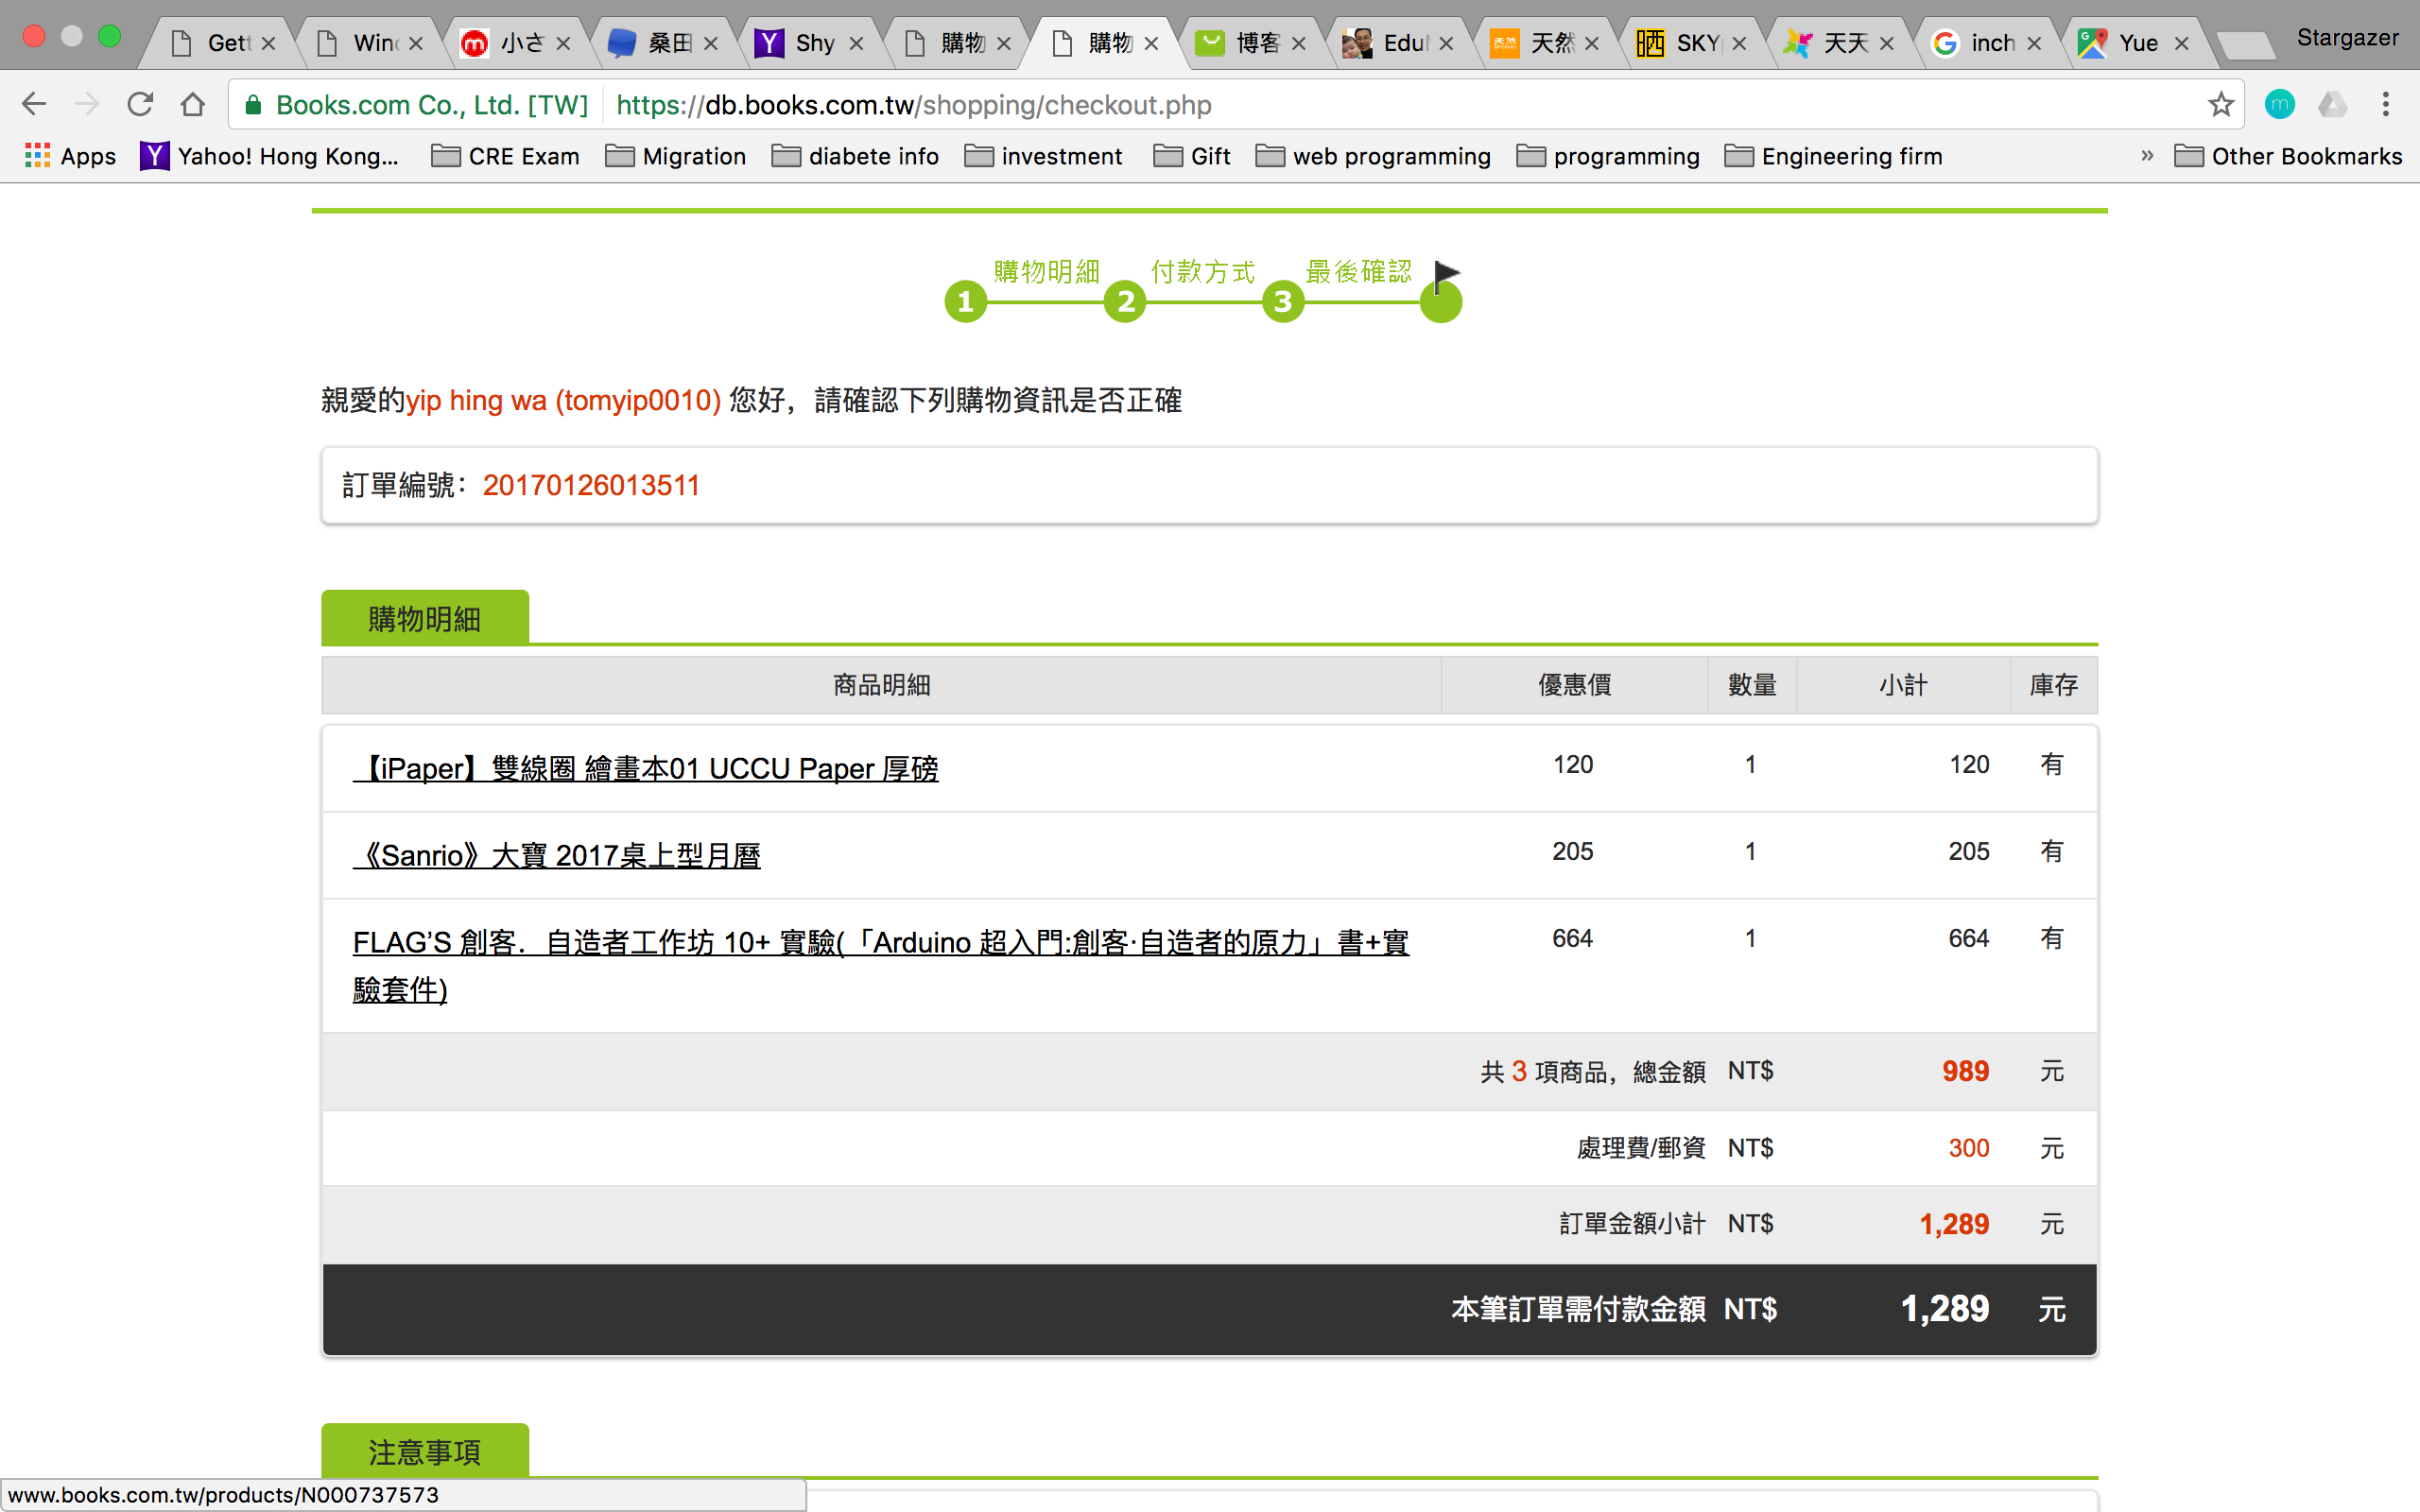 Gett
Win
小さ
桑田
Shy
購物
購物
博客
Edu
天然
SKY
天天
inch
Yue
Stargazer
Books.com Co., Ltd. [TW] https://db.books.com.tw/shopping/checkout.php
Apps Yahoo! Hong Kong... CRE Exam Migration diabete info investment Gift web programming programming Engineering firm » Other Bookmarks
購物明細 付款方式 最後確認
1 2 3
親愛的yip hing wa (tomyip0010) 您好，請確認下列購物資訊是否正確
訂單編號：20170126013511
購物明細
商品明細 優惠價 數量 小計 庫存
【iPaper】雙線圈 繪畫本01 UCCU Paper 厚磅 120 1 120 有
《Sanrio》大寶 2017桌上型月曆 205 1 205 有
FLAG'S 創客．自造者工作坊 10+ 實驗(「Arduino 超入門:創客·自造者的原力」書+實 664 1 664 有
驗套件)
共 3 項商品，總金額 NT$ 989 元
處理費/郵資 NT$ 300 元
訂單金額小計 NT$ 1,289 元
本筆訂單需付款金額 NT$ 1,289 元
注意事項
www.books.com.tw/products/N000737573